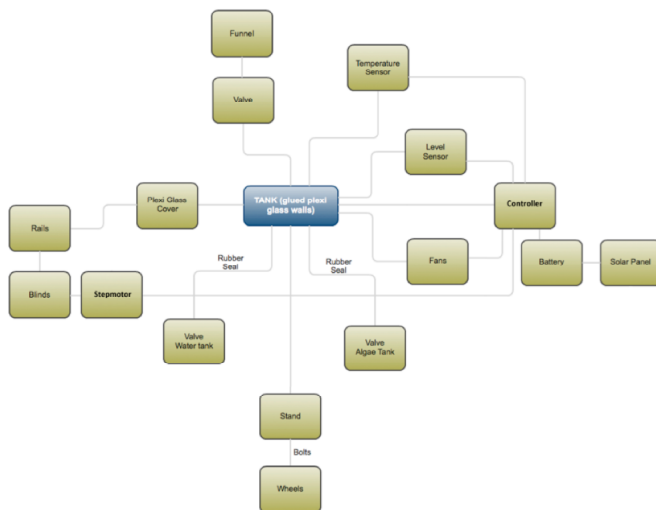 Funnel
Temperature
Sensor
Valve
Level
Sensor
Plexi Glass
Cover
TANK (glued plexi
glass walls)
Controller
Rails
Rubber
Seal
Rubber
Seal
Fans
Battery
Solar Panel
Blinds
Stepmotor
Valve
Water tank
Valve
Algae Tank
Stand
Bolts
Wheels